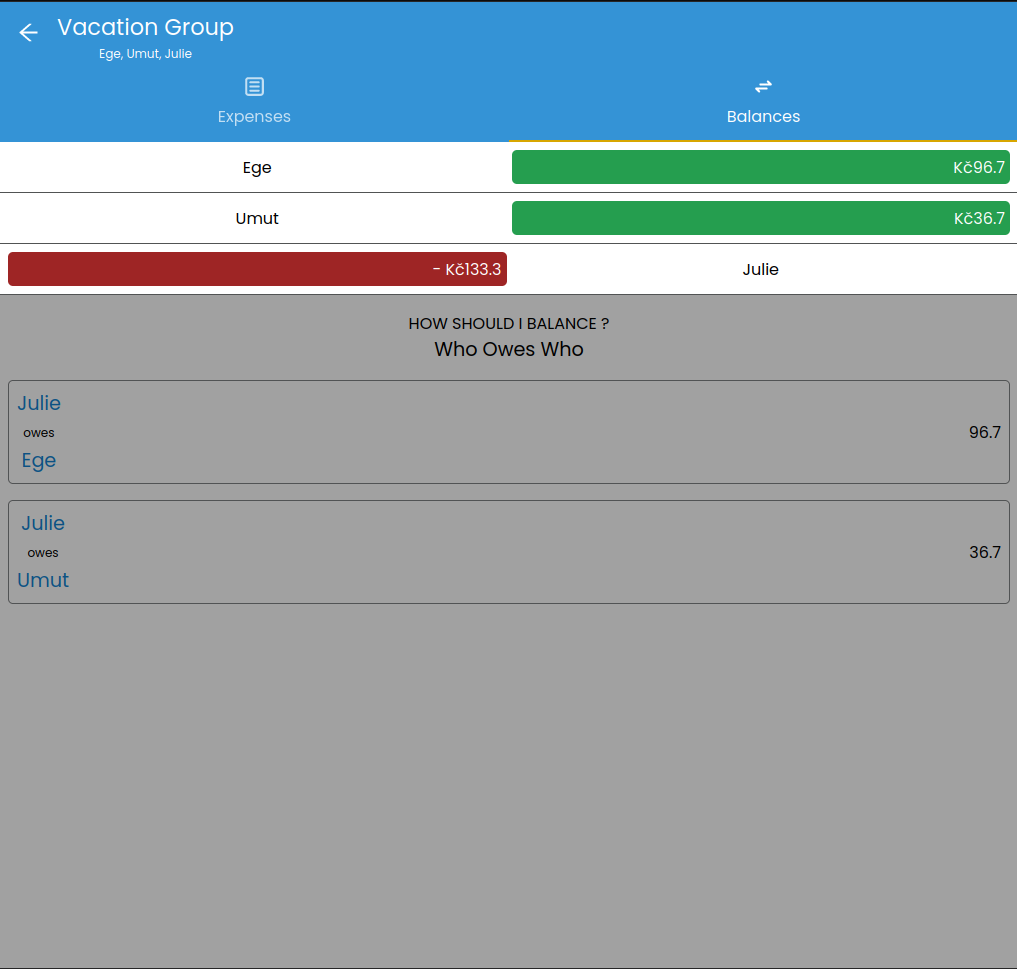 Vacation Group
Ege, Umut, Julie
Expenses
Balances
Ege
Kč96.7
Umut
Kč36.7
- Kč133.3
Julie
HOW SHOULD I BALANCE ?
Who Owes Who
Julie
owes
96.7
Ege
Julie
owes
36.7
Umut